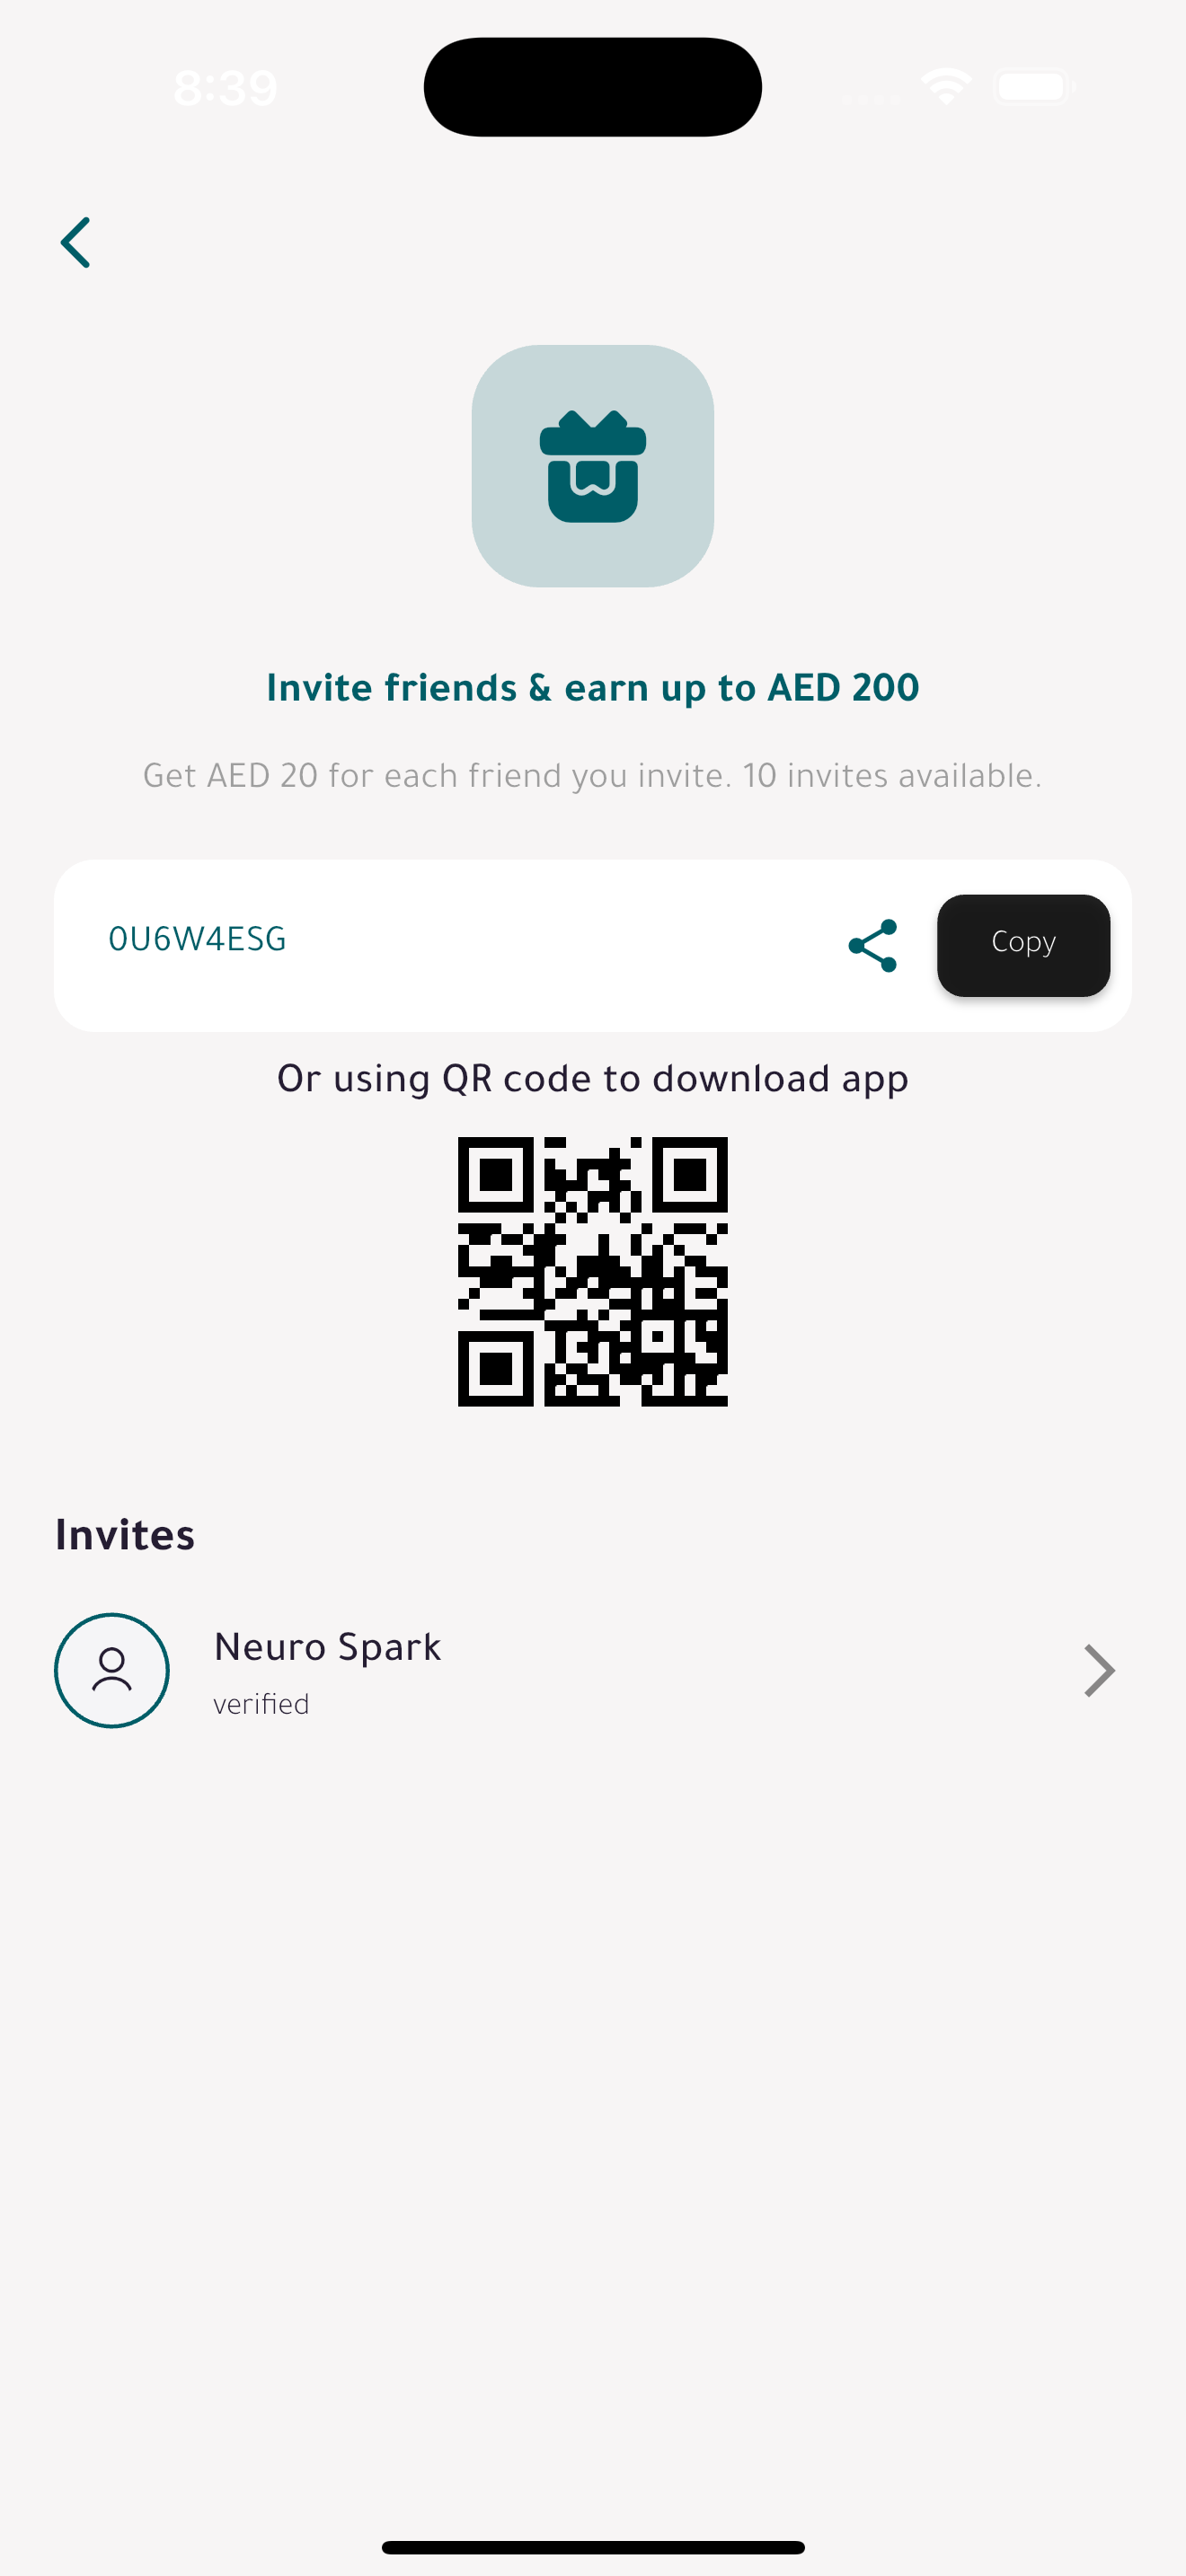 8:39
Invite friends & earn up to AED 200
Get AED 20 for each friend you invite. 10 invites available.
0U6W4ESG
Copy
Or using QR code to download app
Invites
Neuro Spark
verified